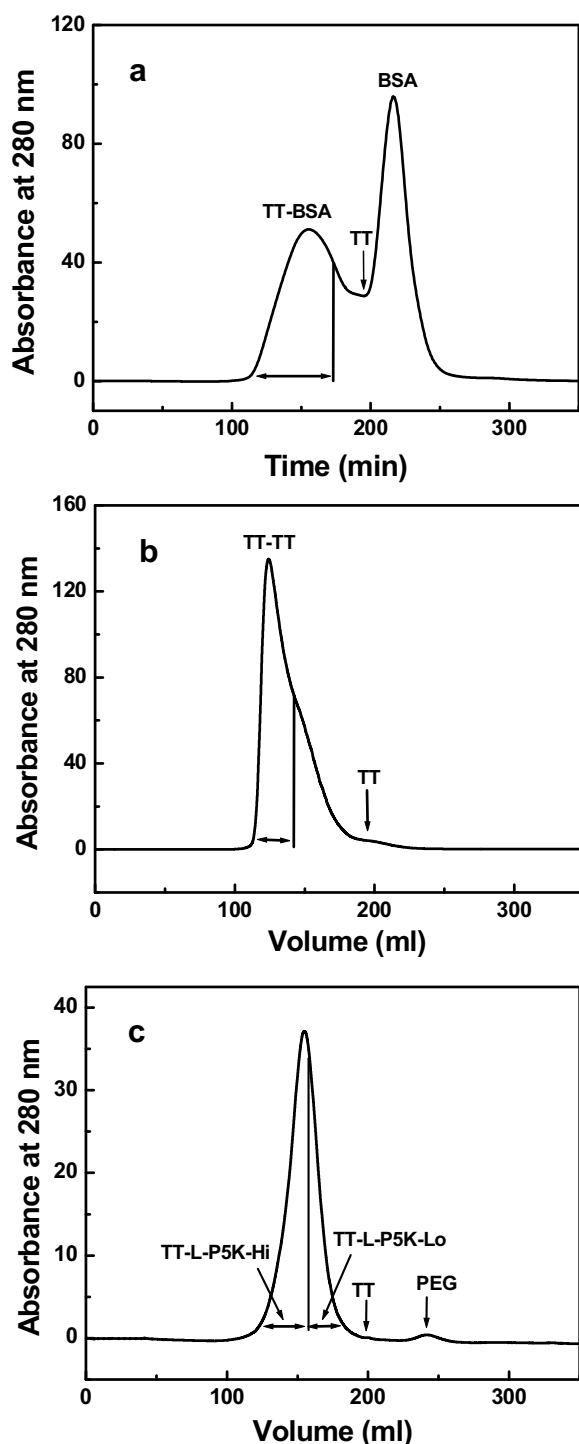 120
a
BSA
80
TT-BSA
TT
40
0
0 100 200 300
Absorbance at 280 nm
Time (min)
160
b
TT-TT
120
80
TT
40
0
0 100 200 300
Absorbance at 280 nm
Volume (ml)
40
c
30
20
10
TT-L-P5K-Hi
TT-L-P5K-Lo
TT
PEG
0
0 100 200 300
Absorbance at 280 nm
Volume (ml)